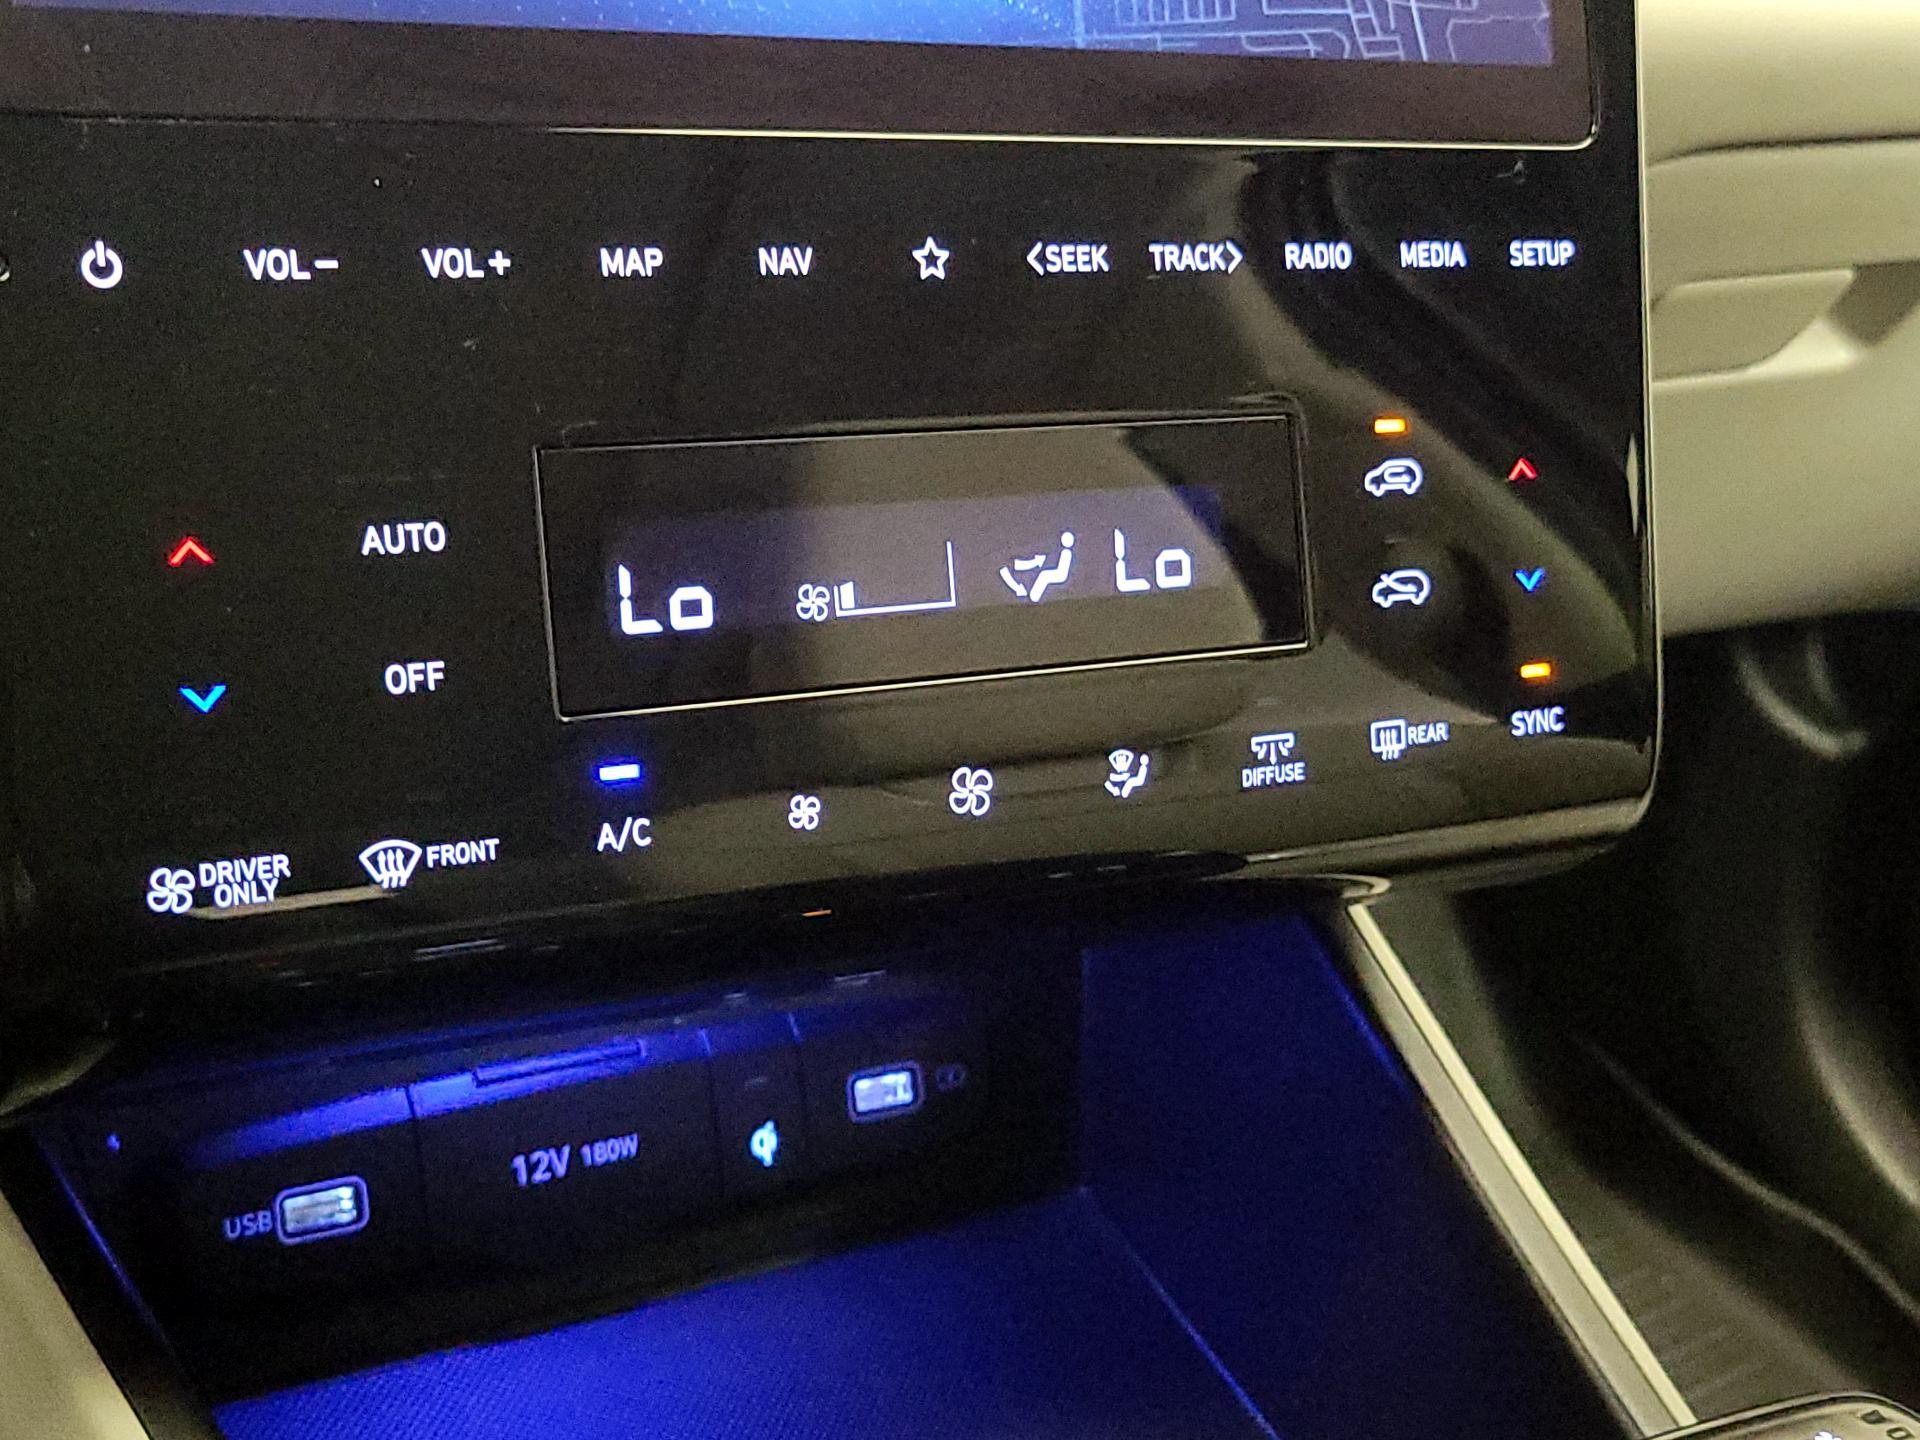 VOL− VOL+ MAP NAV <SEEK TRACK> RADIO MEDIA SETUP
AUTO
Lo Lo
OFF
SYNC
REAR
DIFFUSE
A/C
FRONT
DRIVER
ONLY
12V 180W
USB